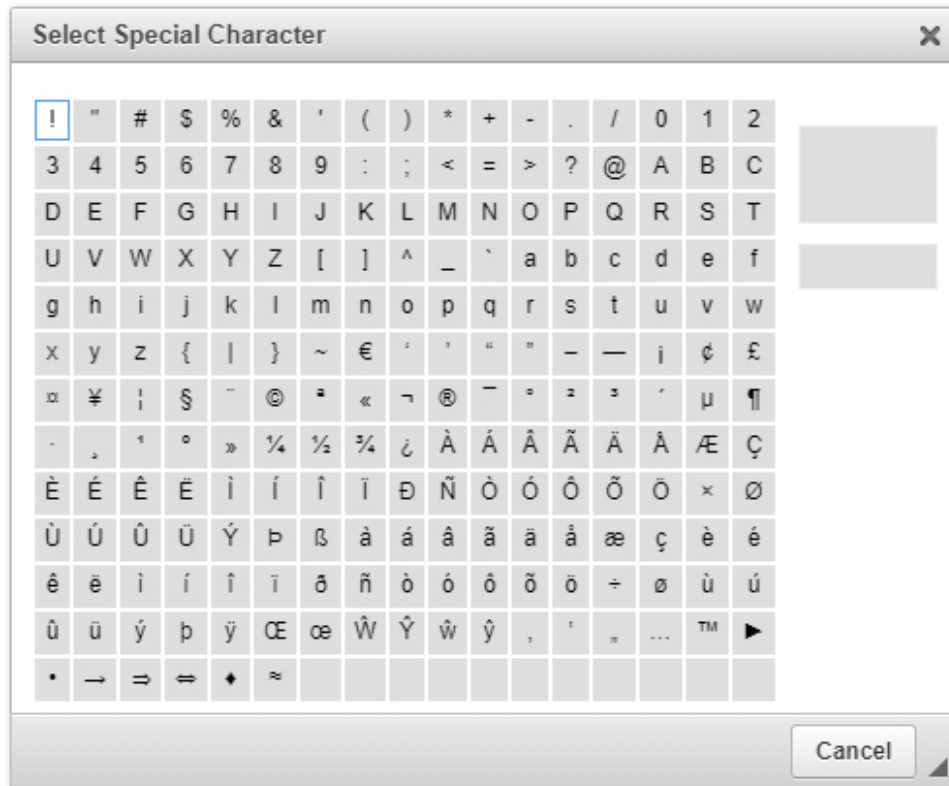 Select Special Character ×
! " # $ % & ' ( ) * + - . / 0 1 2
3 4 5 6 7 8 9 : ; < = > ? @ A B C
D E F G H I J K L M N O P Q R S T
U V W X Y Z [ ] ^ _ ` a b c d e f
g h i j k l m n o p q r s t u v w
x y z { | } ~ € ‘ ’ “ ” – — ¡ ¢ £
¤ ¥ ¦ § ¨ © ª « ¬ ® ¯ ° ² ³ ´ µ ¶
· ¸ ¹ º » ¼ ½ ¾ ¿ À Á Â Ã Ä Å Æ Ç
È É Ê Ë Ì Í Î Ï Ð Ñ Ò Ó Ô Õ Ö × Ø
Ù Ú Û Ü Ý Þ ß à á â ã ä å æ ç è é
ê ë ì í î ï ð ñ ò ó ô õ ö ÷ ø ù ú
û ü ý þ ÿ Œ œ Ŵ Ŷ ŵ ŷ ‚ ‛ „ … ™ ►
• → ⇒ ⇔ ♦ ≈
Cancel